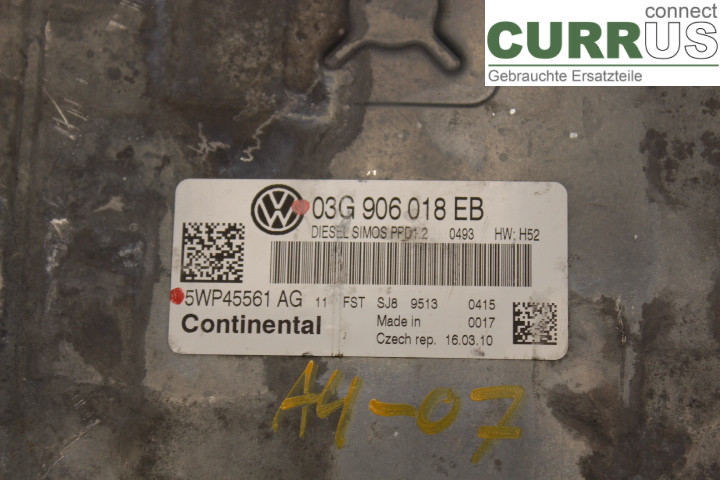 connect
CURRUS
Gebrauchte Ersatzteile
03G 906 018 EB
DIESEL SIMOS PPD1.2 0493 HW: H52
5WP45561 AG 11 FST SJ8 9513 0415
Continental Made in 0017
Czech rep. 16.03.10
A4-07